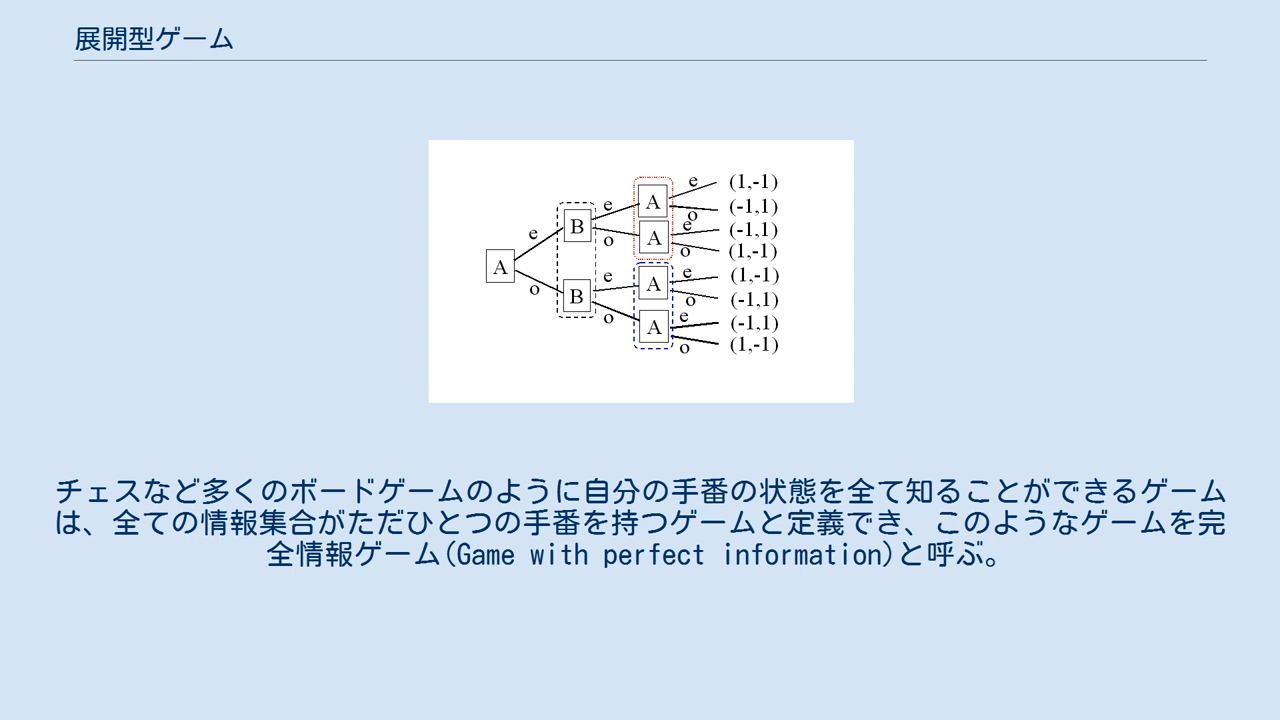 展開型ゲーム
e
(1,-1)
A
e
o
(-1,1)
B
e
A
e
(-1,1)
o
o
(1,-1)
A
e
A
e
(1,-1)
o
B
o
(-1,1)
o
A
e
(-1,1)
o
(1,-1)
チェスなど多くのボードゲームのように自分の手番の状態を全て知ることができるゲーム
は、全ての情報集合がただひとつの手番を持つゲームと定義でき、このようなゲームを完
全情報ゲーム(Game with perfect information)と呼ぶ。